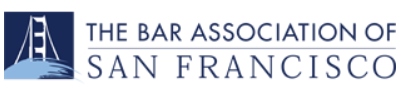 THE BAR ASSOCIATION OF
SAN FRANCISCO